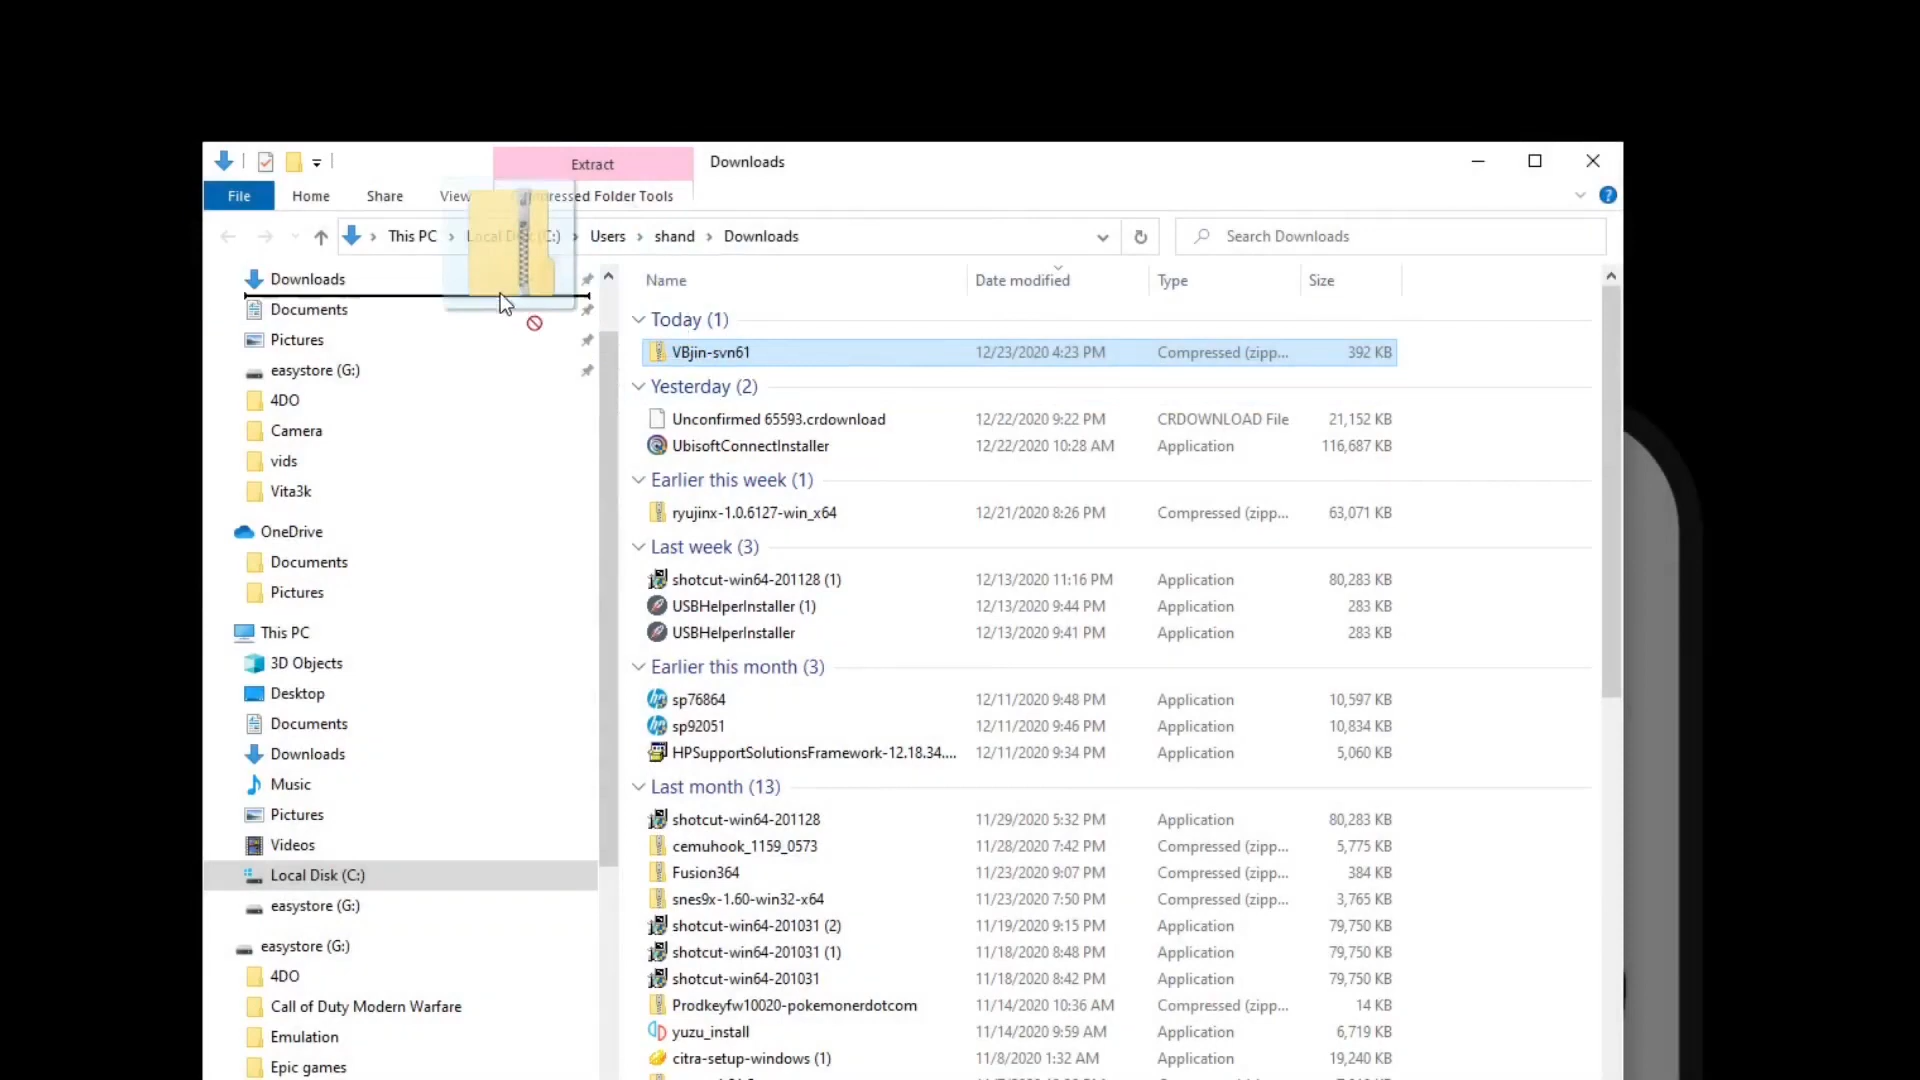 Extract
Downloads
File
Home
Share
View
Folder Tools
This PC
Users
shand
Downloads
Search Downloads
Downloads
Documents
Pictures
easystore (G:)
4DO
Camera
vids
Vita3k
OneDrive
Documents
Pictures
This PC
3D Objects
Desktop
Documents
Downloads
Music
Pictures
Videos
Local Disk (C:)
easystore (G:)
easystore (G:)
4DO
Call of Duty Modern Warfare
Emulation
Epic games
Name Date modified Type Size
Today (1)
VBjin-svn61 12/23/2020 4:23 PM Compressed (zipp... 392 KB
Yesterday (2)
Unconfirmed 65593.crdownload 12/22/2020 9:22 PM CRDOWNLOAD File 21,152 KB
UbisoftConnectInstaller 12/22/2020 10:28 AM Application 116,687 KB
Earlier this week (1)
ryujinx-1.0.6127-win_x64 12/21/2020 8:26 PM Compressed (zipp... 63,071 KB
Last week (3)
shotcut-win64-201128 (1) 12/13/2020 11:16 PM Application 80,283 KB
USBHelperInstaller (1) 12/13/2020 9:44 PM Application 283 KB
USBHelperInstaller 12/13/2020 9:41 PM Application 283 KB
Earlier this month (3)
sp76864 12/11/2020 9:48 PM Application 10,597 KB
sp92051 12/11/2020 9:46 PM Application 10,834 KB
HPSupportSolutionsFramework-12.18.34.... 12/11/2020 9:34 PM Application 5,060 KB
Last month (13)
shotcut-win64-201128 11/29/2020 5:32 PM Application 80,283 KB
cemuhook_1159_0573 11/28/2020 7:42 PM Compressed (zipp... 5,775 KB
Fusion364 11/23/2020 9:07 PM Compressed (zipp... 384 KB
snes9x-1.60-win32-x64 11/23/2020 7:50 PM Compressed (zipp... 3,765 KB
shotcut-win64-201031 (2) 11/19/2020 9:15 PM Application 79,750 KB
shotcut-win64-201031 (1) 11/18/2020 8:48 PM Application 79,750 KB
shotcut-win64-201031 11/18/2020 8:42 PM Application 79,750 KB
Prodkeyfw10020-pokemonerdotcom 11/14/2020 10:36 AM Compressed (zipp... 14 KB
yuzu_install 11/14/2020 9:59 AM Application 6,719 KB
citra-setup-windows (1) 11/8/2020 1:32 AM Application 19,240 KB